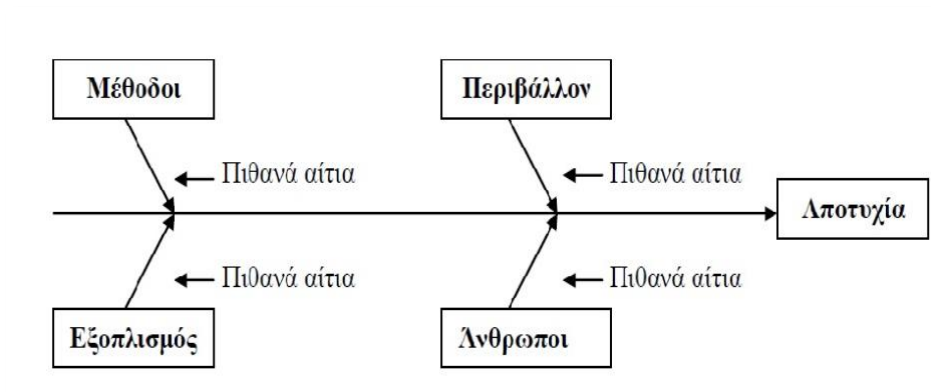 Μέθοδοι
Περιβάλλον
Πιθανά αίτια
Πιθανά αίτια
Αποτυχία
Πιθανά αίτια
Πιθανά αίτια
Εξοπλισμός
Άνθρωποι